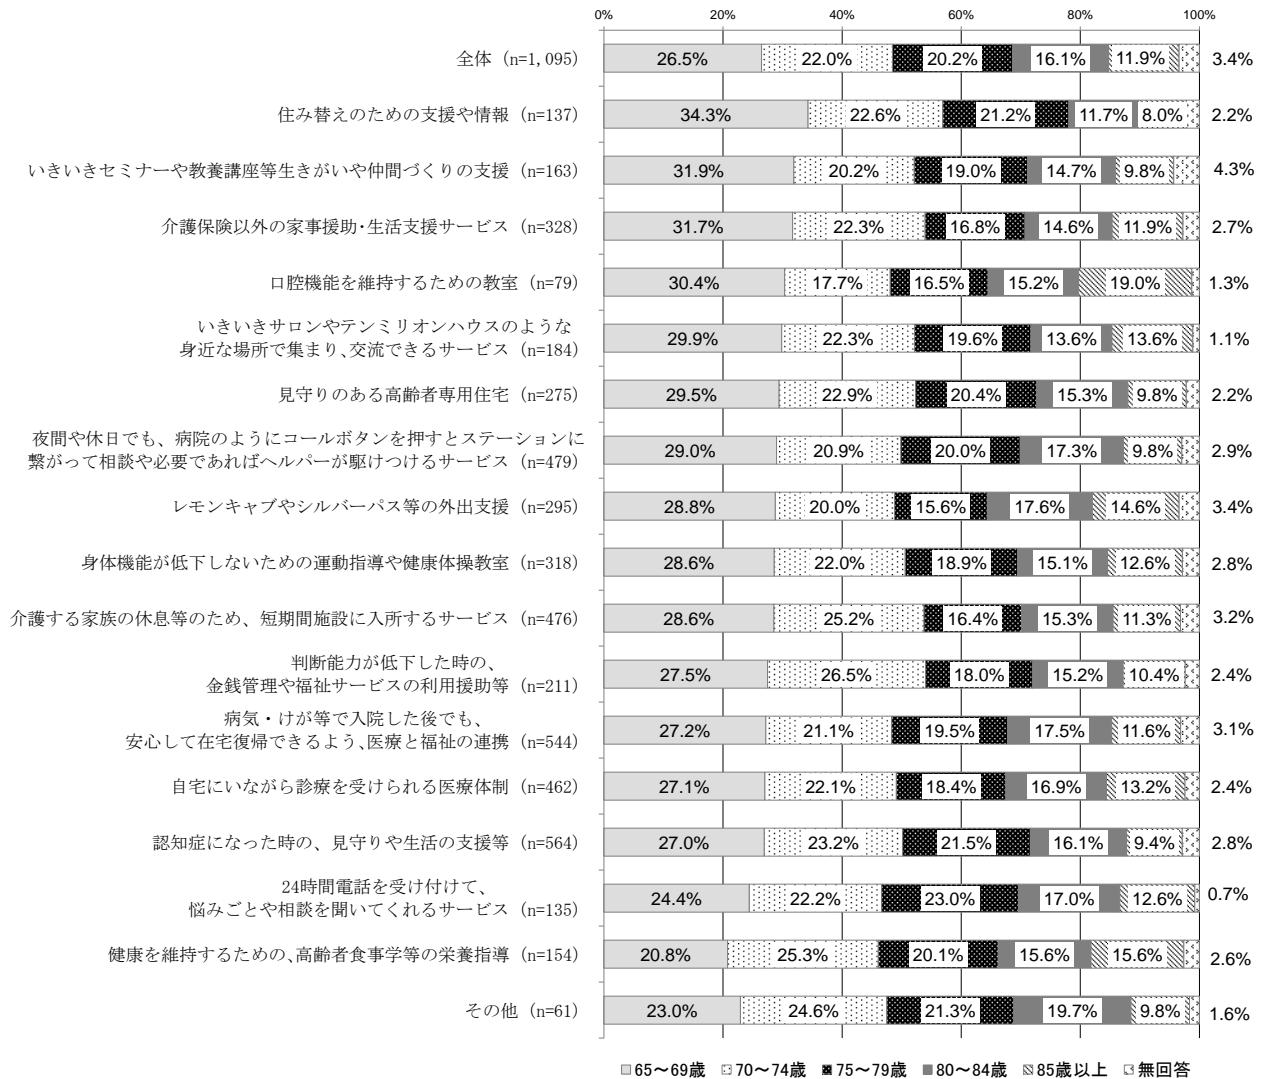 0% 20% 40% 60% 80% 100%
全体 (n=1,095) 26.5% 22.0% 20.2% 16.1% 11.9% 3.4%
住み替えのための支援や情報 (n=137) 34.3% 22.6% 21.2% 11.7% 8.0% 2.2%
いきいきセミナーや教養講座等生きがいや仲間づくりの支援 (n=163) 31.9% 20.2% 19.0% 14.7% 9.8% 4.3%
介護保険以外の家事援助・生活支援サービス (n=328) 31.7% 22.3% 16.8% 14.6% 11.9% 2.7%
口腔機能を維持するための教室 (n=79) 30.4% 17.7% 16.5% 15.2% 19.0% 1.3%
いきいきサロンやテンミリオンハウスのような
身近な場所で集まり、交流できるサービス (n=184) 29.9% 22.3% 19.6% 13.6% 13.6% 1.1%
見守りのある高齢者専用住宅 (n=275) 29.5% 22.9% 20.4% 15.3% 9.8% 2.2%
夜間や休日でも、病院のようにコールボタンを押すとステーションに
繋がって相談や必要であればヘルパーが駆けつけるサービス (n=479) 29.0% 20.9% 20.0% 17.3% 9.8% 2.9%
レモンキャブやシルバーパス等の外出支援 (n=295) 28.8% 20.0% 15.6% 17.6% 14.6% 3.4%
身体機能が低下しないための運動指導や健康体操教室 (n=318) 28.6% 22.0% 18.9% 15.1% 12.6% 2.8%
介護する家族の休息等のため、短期間施設に入所するサービス (n=476) 28.6% 25.2% 16.4% 15.3% 11.3% 3.2%
判断能力が低下した時の、
金銭管理や福祉サービスの利用援助等 (n=211) 27.5% 26.5% 18.0% 15.2% 10.4% 2.4%
病気・けが等で入院した後でも、
安心して在宅復帰できるよう、医療と福祉の連携 (n=544) 27.2% 21.1% 19.5% 17.5% 11.6% 3.1%
自宅にいながら診療を受けられる医療体制 (n=462) 27.1% 22.1% 18.4% 16.9% 13.2% 2.4%
認知症になった時の、見守りや生活の支援等 (n=564) 27.0% 23.2% 21.5% 16.1% 9.4% 2.8%
24時間電話を受け付けて、
悩みごとや相談を聞いてくれるサービス (n=135) 24.4% 22.2% 23.0% 17.0% 12.6% 0.7%
健康を維持するための、高齢者食事学等の栄養指導 (n=154) 20.8% 25.3% 20.1% 15.6% 15.6% 2.6%
その他 (n=61) 23.0% 24.6% 21.3% 19.7% 9.8% 1.6%
65～69歳 70～74歳 75～79歳 80～84歳 85歳以上 無回答